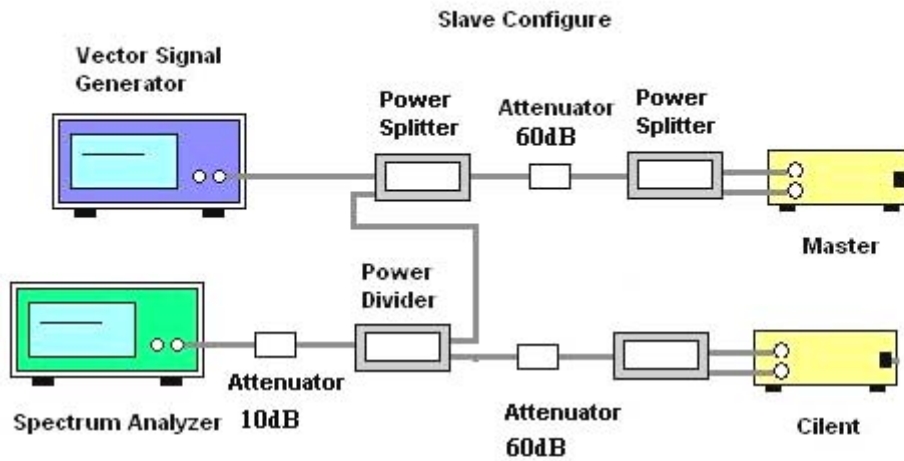 Slave Configure
Vector Signal
Generator
Power
Splitter
Attenuator
60dB
Power
Splitter
Master
Power
Divider
Spectrum Analyzer
Attenuator
10dB
Attenuator
60dB
Cilent